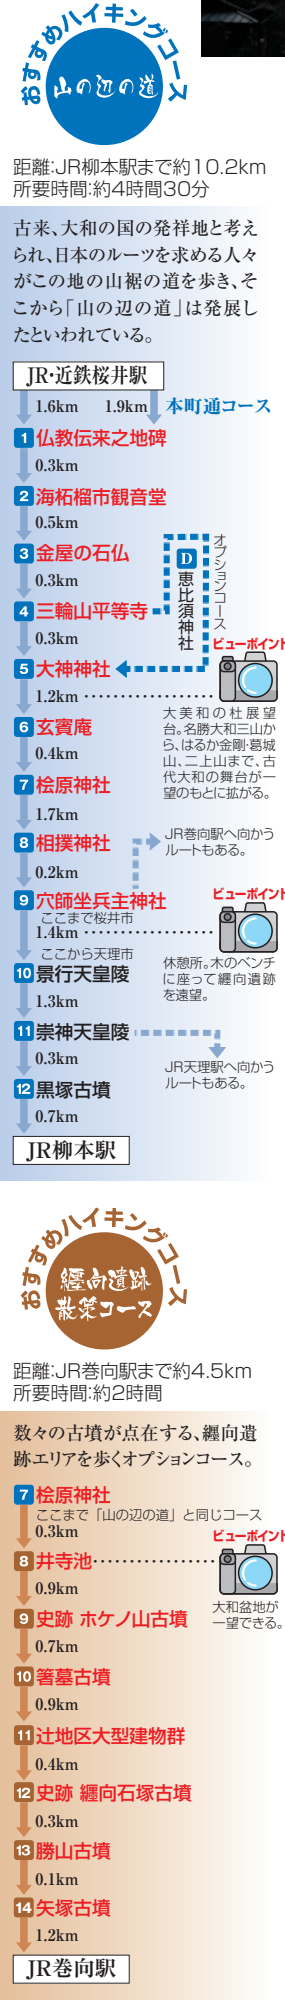 おすすめハイキングコース
山の辺の道
距離:JR柳本駅まで約10.2km
所要時間:約4時間30分
古来、大和の国の発祥地と考え
られ、日本のルーツを求める人々
がこの地の山裾の道を歩き、そ
こから「山の辺の道」は発展し
たといわれている。
JR・近鉄桜井駅
1.6km 1.9km 本町通コース
1 仏教伝来之地碑
0.3km
2 海柘榴市観音堂
0.5km
3 金屋の石仏
0.3km
4 三輪山平等寺
オプションコース
D 恵比須神社
0.3km
5 大神神社
1.2km
ビューポイント
大美和の杜展望
台。名勝大和三山か
ら、はるか金剛・葛城
山、二上山まで、古
代大和の舞台が一
望のもとに拡がる。
6 玄賓庵
0.4km
7 桧原神社
1.7km
8 相撲神社
JR巻向駅へ向かう
ルートもある。
0.2km
9 穴師坐兵主神社
ここまで桜井市
1.4km
ここから天理市
ビューポイント
休憩所。木のベンチ
に座って纒向遺跡
を遠望。
10 景行天皇陵
1.3km
11 崇神天皇陵
0.3km
JR天理駅へ向かう
ルートもある。
12 黒塚古墳
0.7km
JR柳本駅
おすすめハイキングコース
纒向遺跡
散策コース
距離:JR巻向駅まで約4.5km
所要時間:約2時間
数々の古墳が点在する、纒向遺
跡エリアを歩くオプションコース。
7 桧原神社
ここまで「山の辺の道」と同じコース
0.3km
8 井寺池
ビューポイント
大和盆地が
一望できる。
0.9km
9 史跡 ホケノ山古墳
0.7km
10 箸墓古墳
0.9km
11 辻地区大型建物群
0.4km
12 史跡 纒向石塚古墳
0.3km
13 勝山古墳
0.1km
14 矢塚古墳
1.2km
JR巻向駅